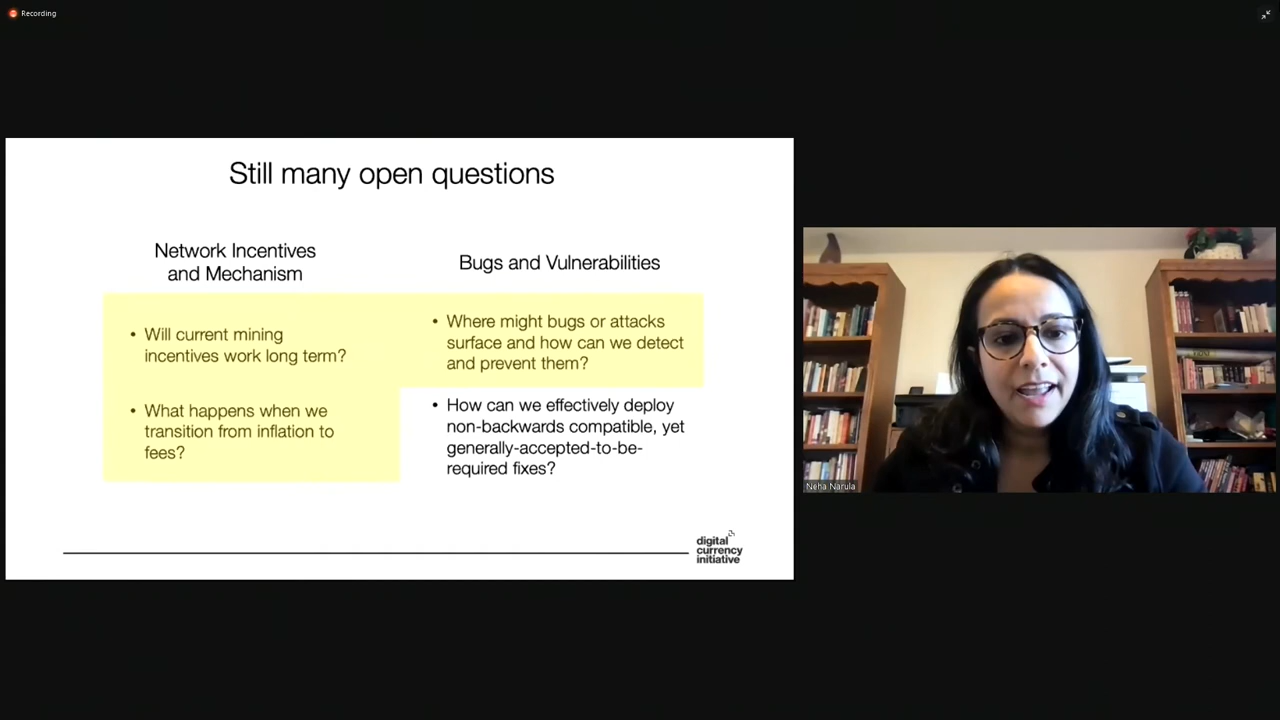 Recording
Still many open questions
Network Incentives
and Mechanism
• Will current mining
incentives work long term?
• What happens when we
transition from inflation to
fees?
Bugs and Vulnerabilities
• Where might bugs or attacks
surface and how can we detect
and prevent them?
• How can we effectively deploy
non-backwards compatible, yet
generally-accepted-to-be-
required fixes?
digital
currency
initiative
Neha Narula